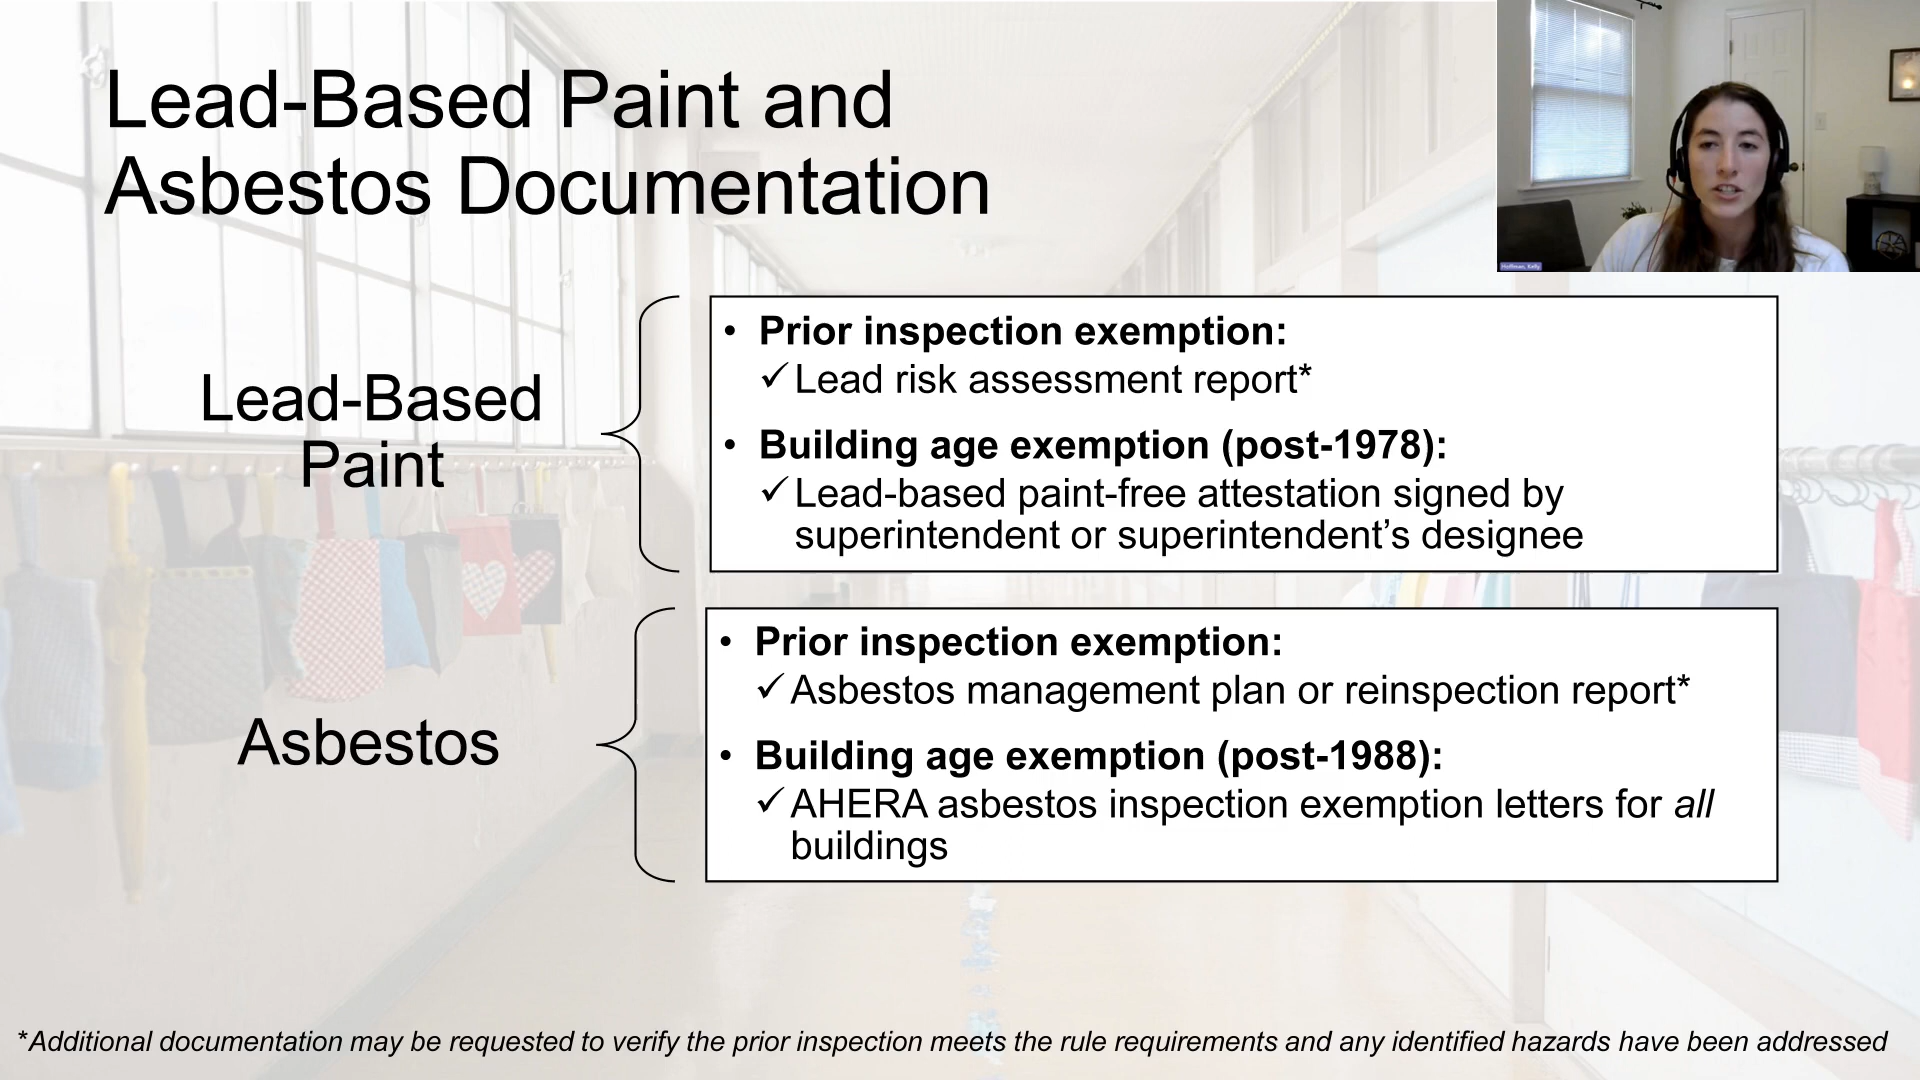 Lead-Based Paint and
Asbestos Documentation
Hoffman, Kelly
Lead-Based
Paint
• Prior inspection exemption:
✓Lead risk assessment report*
• Building age exemption (post-1978):
✓Lead-based paint-free attestation signed by
superintendent or superintendent’s designee
Asbestos
• Prior inspection exemption:
✓Asbestos management plan or reinspection report*
• Building age exemption (post-1988):
✓AHERA asbestos inspection exemption letters for all
buildings
*Additional documentation may be requested to verify the prior inspection meets the rule requirements and any identified hazards have been addressed